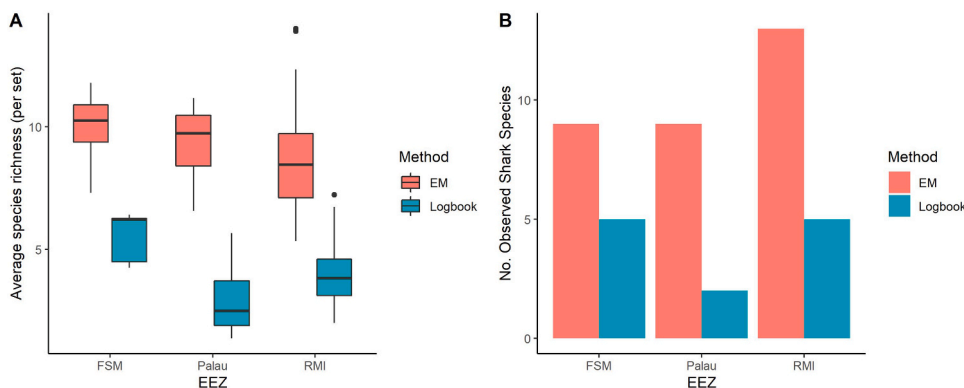 A
Average species richness (per set)
10
5
FSM
Palau
RMI
EEZ
Method
EM
Logbook
B
No. Observed Shark Species
10
5
0
FSM
Palau
RMI
EEZ
Method
EM
Logbook